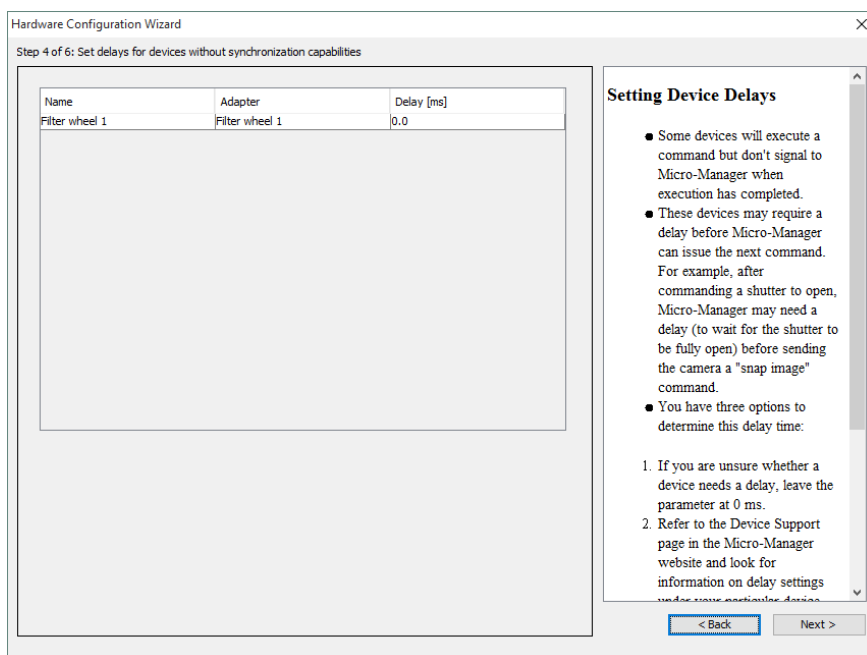 Hardware Configuration Wizard
Step 4 of 6: Set delays for devices without synchronization capabilities
Name Adapter Delay [ms]
Filter wheel 1 Filter wheel 1 0.0
Setting Device Delays
Some devices will execute a
command but don't signal to
Micro-Manager when
execution has completed.
These devices may require a
delay before Micro-Manager
can issue the next command.
For example, after
commanding a shutter to open,
Micro-Manager may need a
delay (to wait for the shutter to
be fully open) before sending
the camera a "snap image"
command.
You have three options to
determine this delay time:
1. If you are unsure whether a
device needs a delay, leave the
parameter at 0 ms.
2. Refer to the Device Support
page in the Micro-Manager
website and look for
information on delay settings
under your particular device
< Back Next >